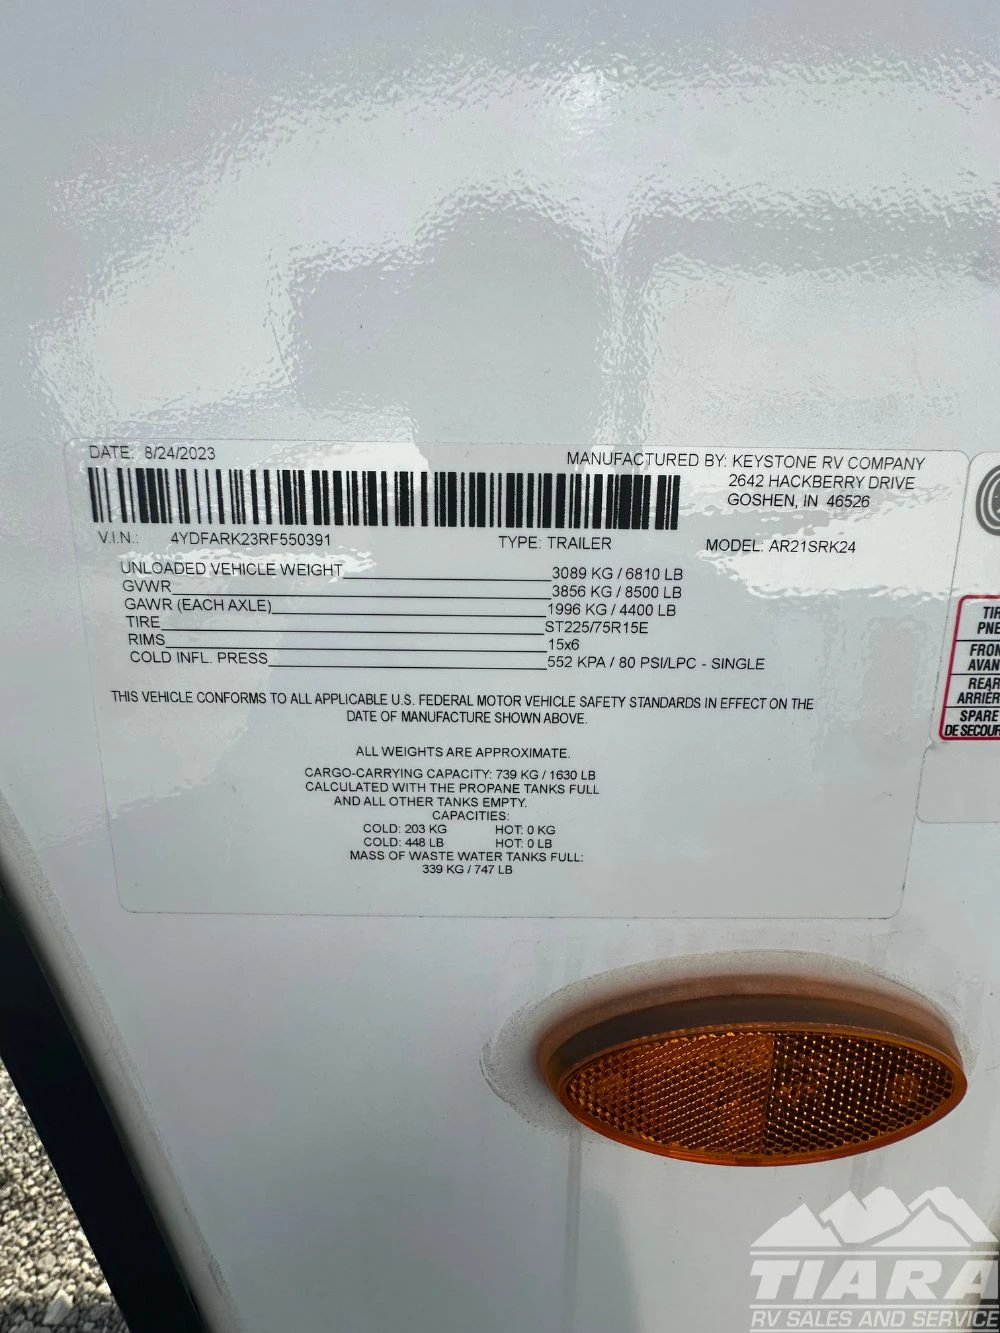 DATE: 8/24/2023
MANUFACTURED BY: KEYSTONE RV COMPANY
2642 HACKBERRY DRIVE
GOSHEN, IN 46526
V.I.N.: 4YDFARK23RF550391 TYPE: TRAILER MODEL: AR21SRK24
UNLOADED VEHICLE WEIGHT 3089 KG / 6810 LB
GVWR 3856 KG / 8500 LB
GAWR (EACH AXLE) 1996 KG / 4400 LB
TIRE ST225/75R15E
RIMS 15x6
COLD INFL. PRESS 552 KPA / 80 PSI/LPC - SINGLE
THIS VEHICLE CONFORMS TO ALL APPLICABLE U.S. FEDERAL MOTOR VEHICLE SAFETY STANDARDS IN EFFECT ON THE
DATE OF MANUFACTURE SHOWN ABOVE.
ALL WEIGHTS ARE APPROXIMATE.
CARGO-CARRYING CAPACITY: 739 KG / 1630 LB
CALCULATED WITH THE PROPANE TANKS FULL
AND ALL OTHER TANKS EMPTY.
CAPACITIES:
COLD: 203 KG HOT: 0 KG
COLD: 448 LB HOT: 0 LB
MASS OF WASTE WATER TANKS FULL:
339 KG / 747 LB
TIR
PNE
FRON
AVAN
REAR
ARRIÈR
SPARE
DE SECOUR
TIARA
RV SALES AND SERVICE